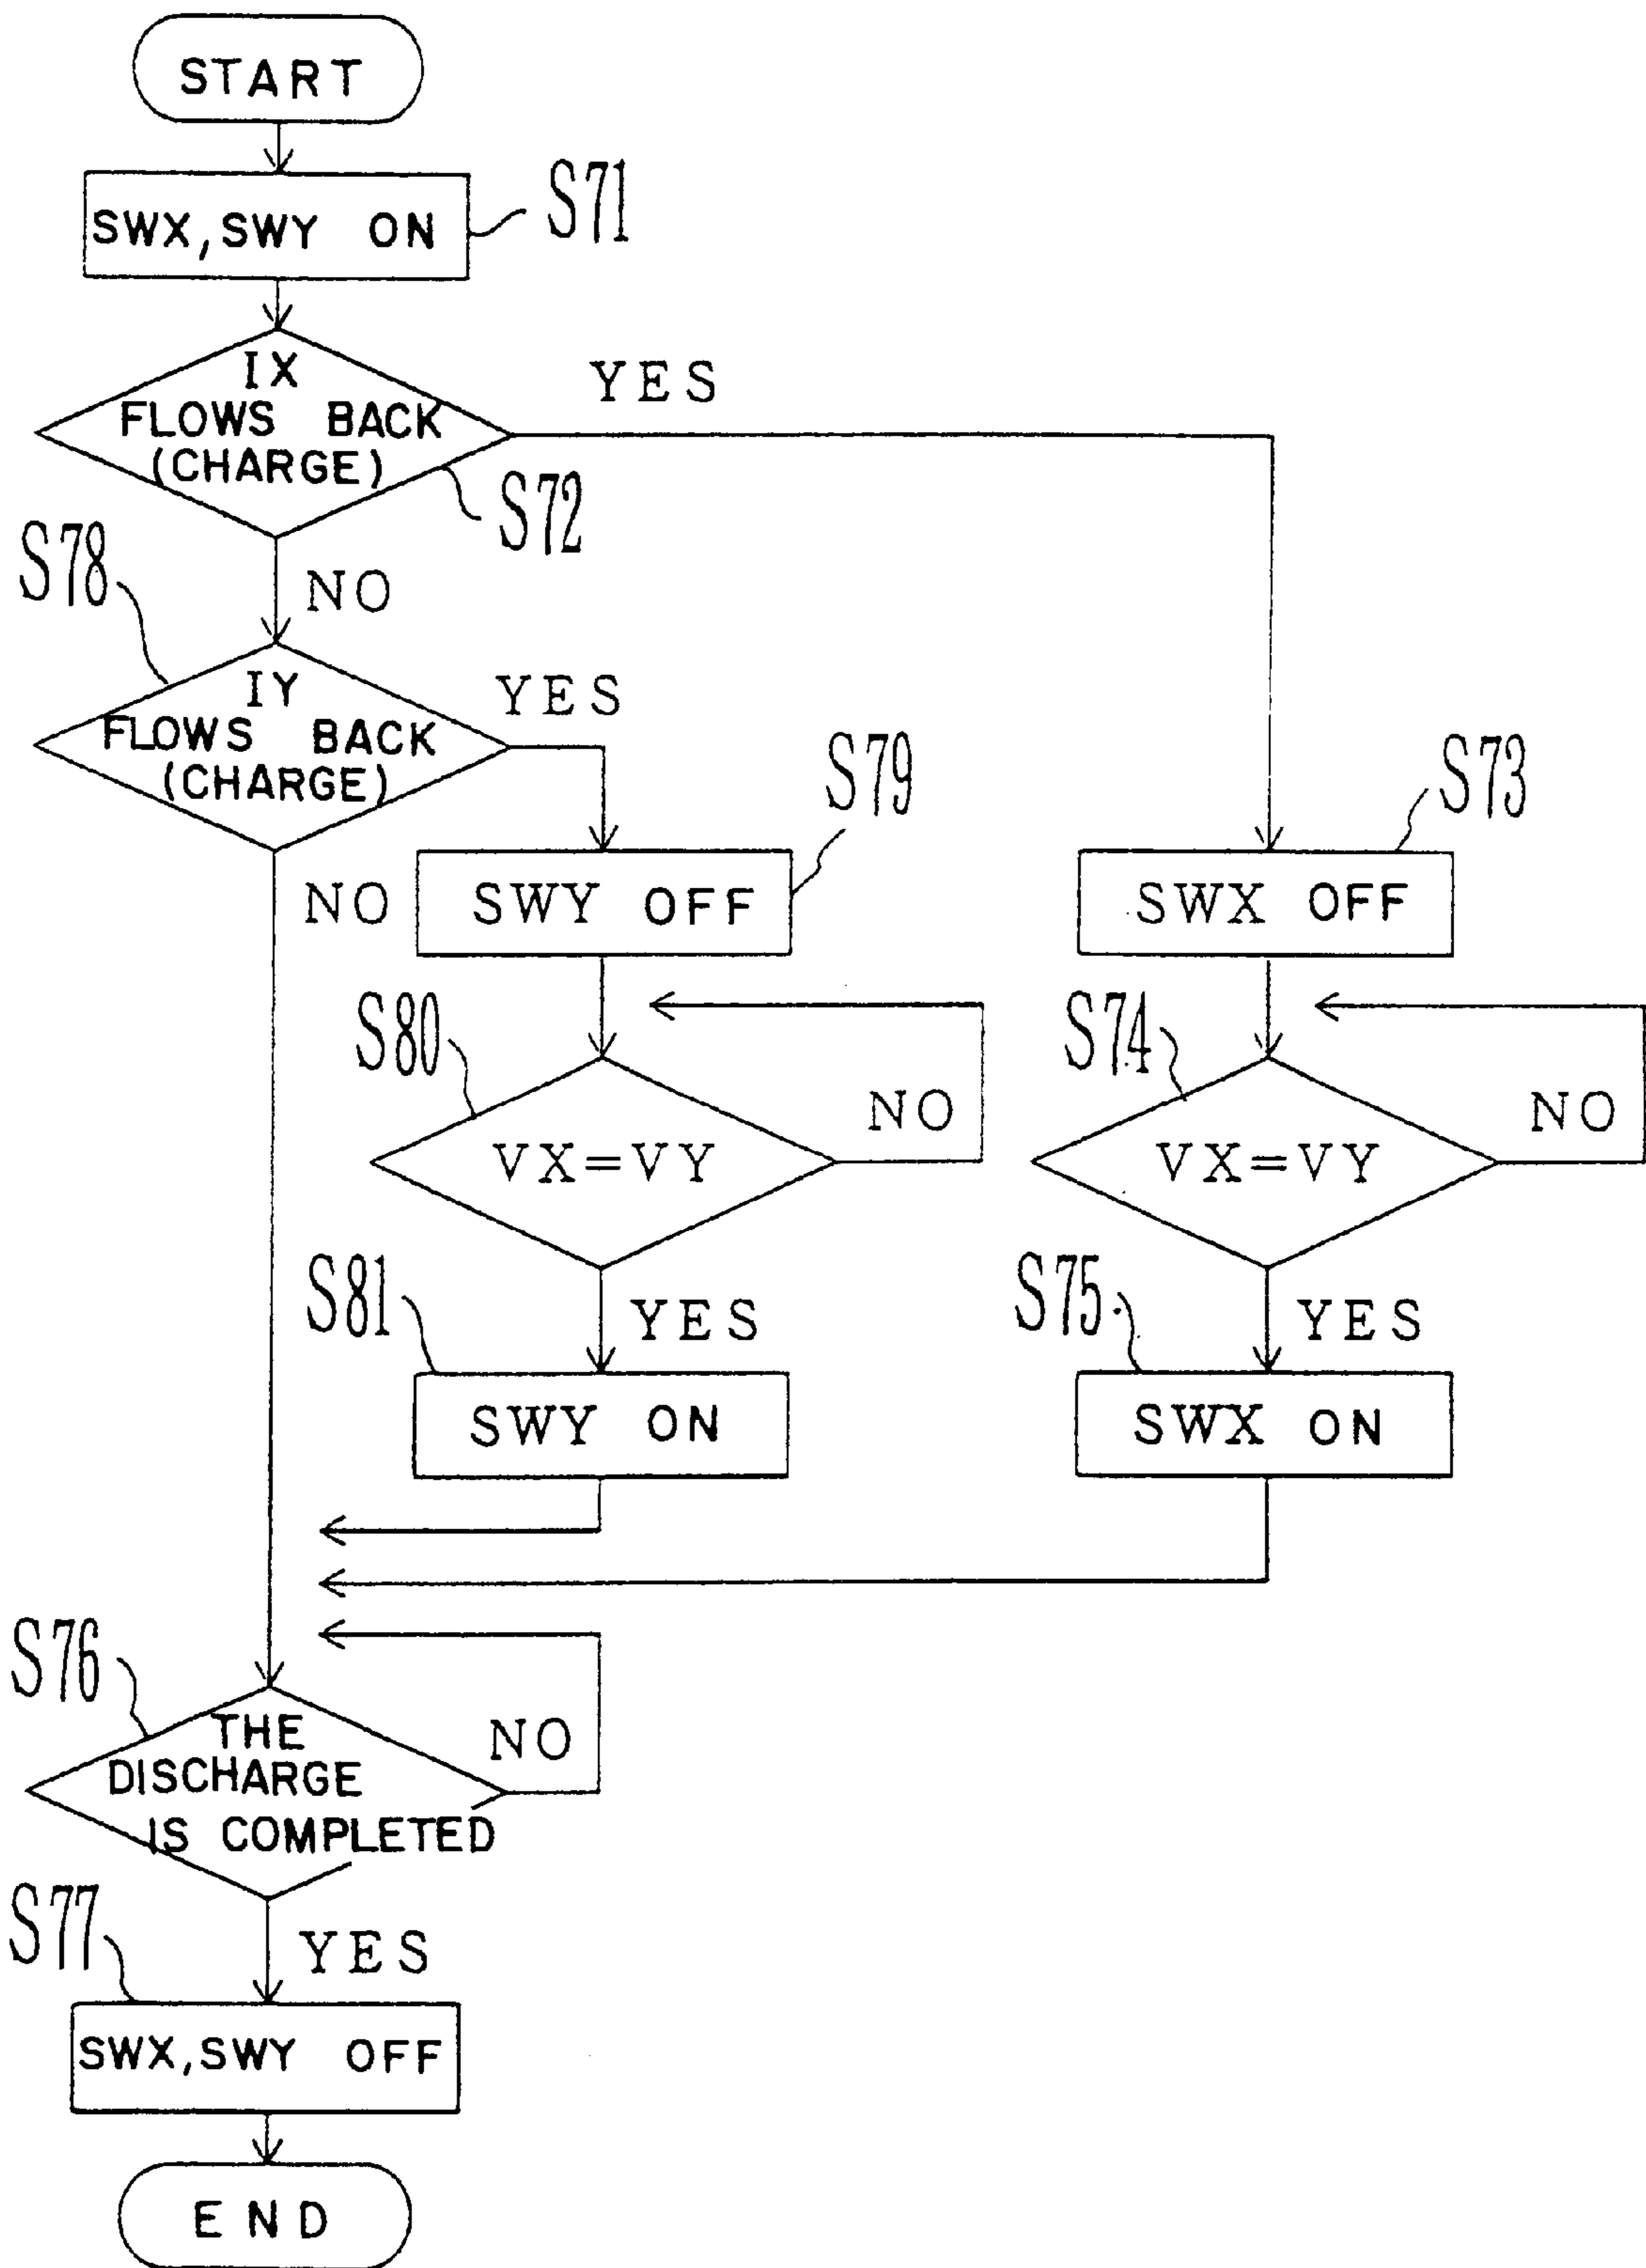 START
SWX, SWY ON
S71
IX
FLOWS BACK
(CHARGE)
YES
S72
NO
S78
IY
FLOWS BACK
(CHARGE)
YES
NO
S79
SWY OFF
S73
SWX OFF
S80
VX=VY
NO
S74
VX=VY
NO
S81
YES
SWY ON
S75
YES
SWX ON
S76
THE
DISCHARGE
IS COMPLETED
NO
S77
YES
SWX, SWY OFF
END